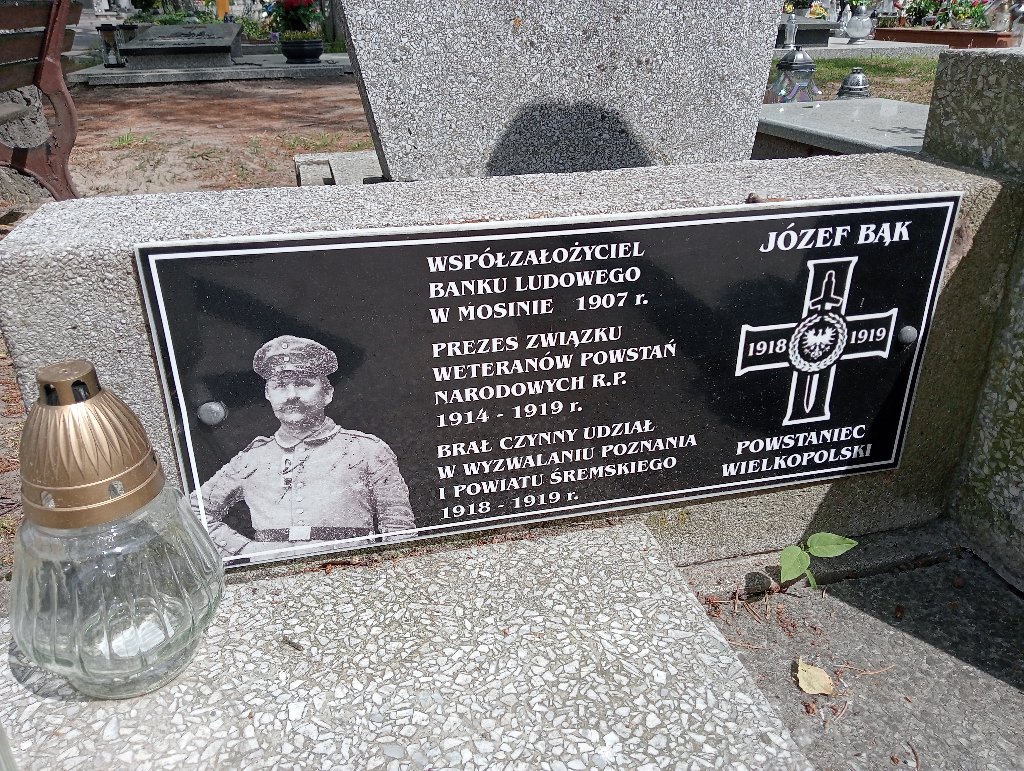 WSPÓŁZAŁOŻYCIEL
BANKU LUDOWEGO
W MOSINIE 1907 r.
PREZES ZWIĄZKU
WETERANÓW POWSTAŃ
NARODOWYCH R.P.
1914 - 1919 r.
BRAŁ CZYNNY UDZIAŁ
W WYZWALANIU POZNANIA
I POWIATU ŚREMSKIEGO
1918 - 1919 r.
JÓZEF BĄK
1918 1919
POWSTANIEC
WIELKOPOLSKI